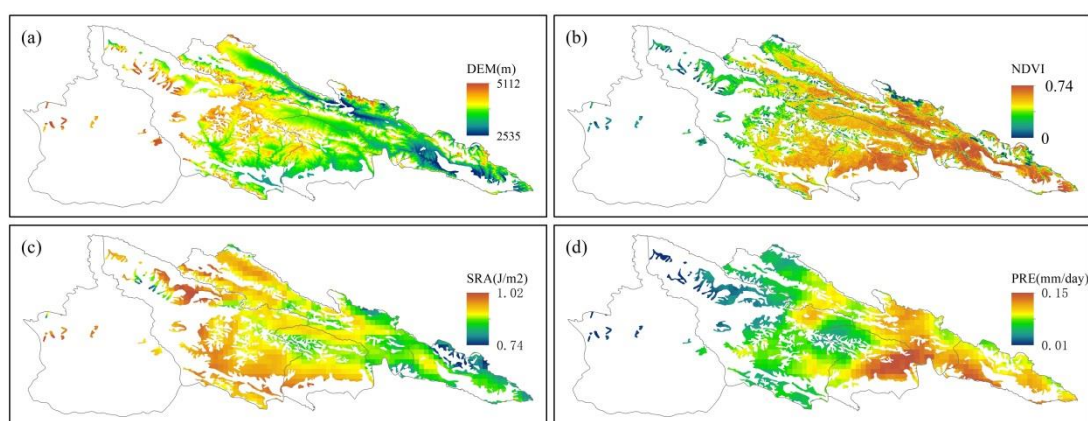 (a)
DEM(m)
5112
2535
(b)
NDVI
0.74
0
(c)
SRA(J/m2)
1.02
0.74
(d)
PRE(mm/day)
0.15
0.01